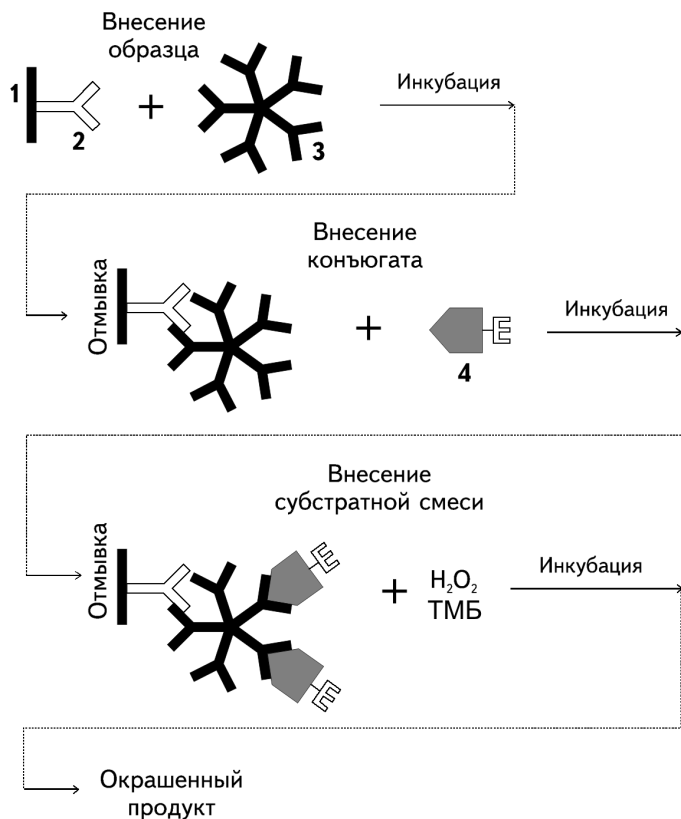 Внесение
образца
Инкубация
1
2
3
Внесение
конъюгата
Отмывка
Инкубация
E
4
Внесение
субстратной смеси
Отмывка
E
H₂O₂
ТМБ
Инкубация
E
Окрашенный
продукт